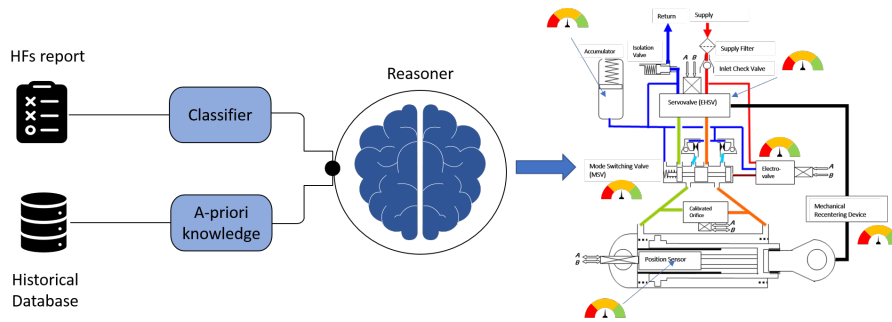 HFs report
Classifier
A-priori
knowledge
Historical
Database
Reasoner
Return
Supply
Accumulator
Isolation
Valve
Supply Filter
Inlet Check Valve
A B
Servovalve (EHSV)
Mode Switching Valve
(MSV)
Electro-
valve
A
B
Calibrated
Orifice
A
B
Mechanical
Recentering Device
A
B
Position Sensor